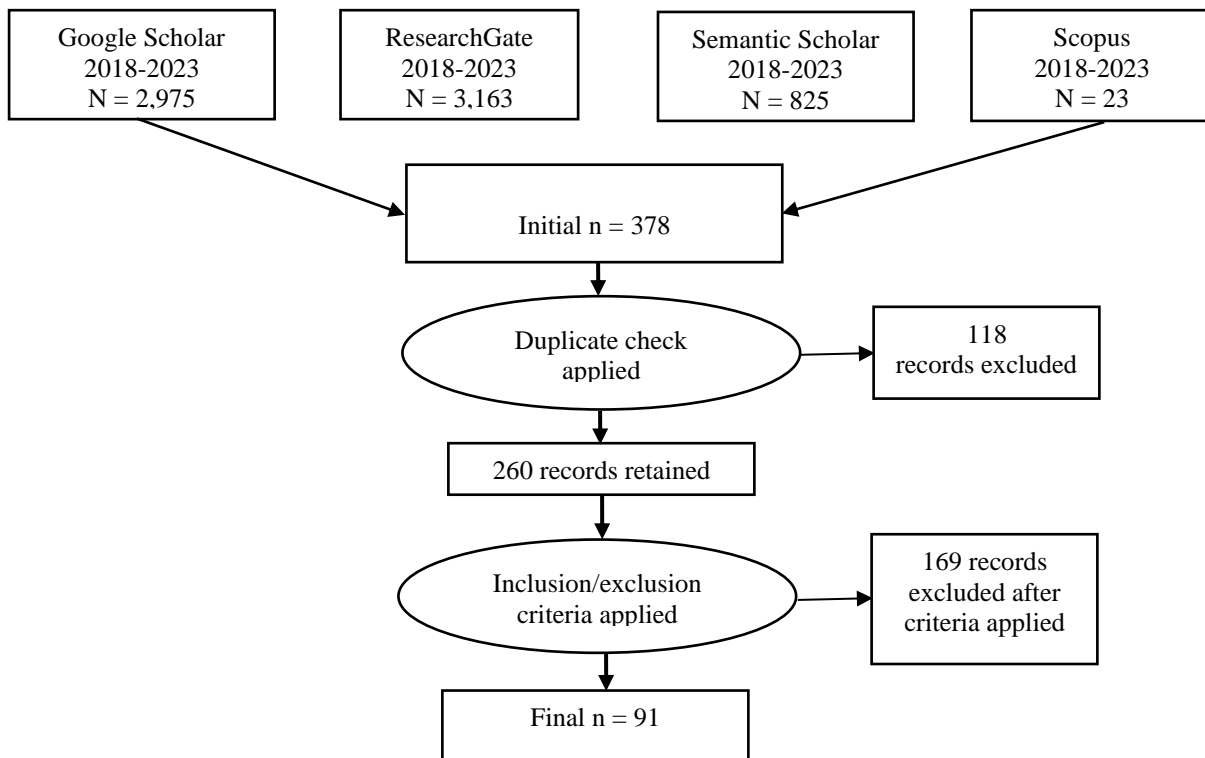 Google Scholar
2018-2023
N = 2,975
ResearchGate
2018-2023
N = 3,163
Semantic Scholar
2018-2023
N = 825
Scopus
2018-2023
N = 23
Initial n = 378
Duplicate check
applied
118
records excluded
260 records retained
Inclusion/exclusion
criteria applied
169 records
excluded after
criteria applied
Final n = 91